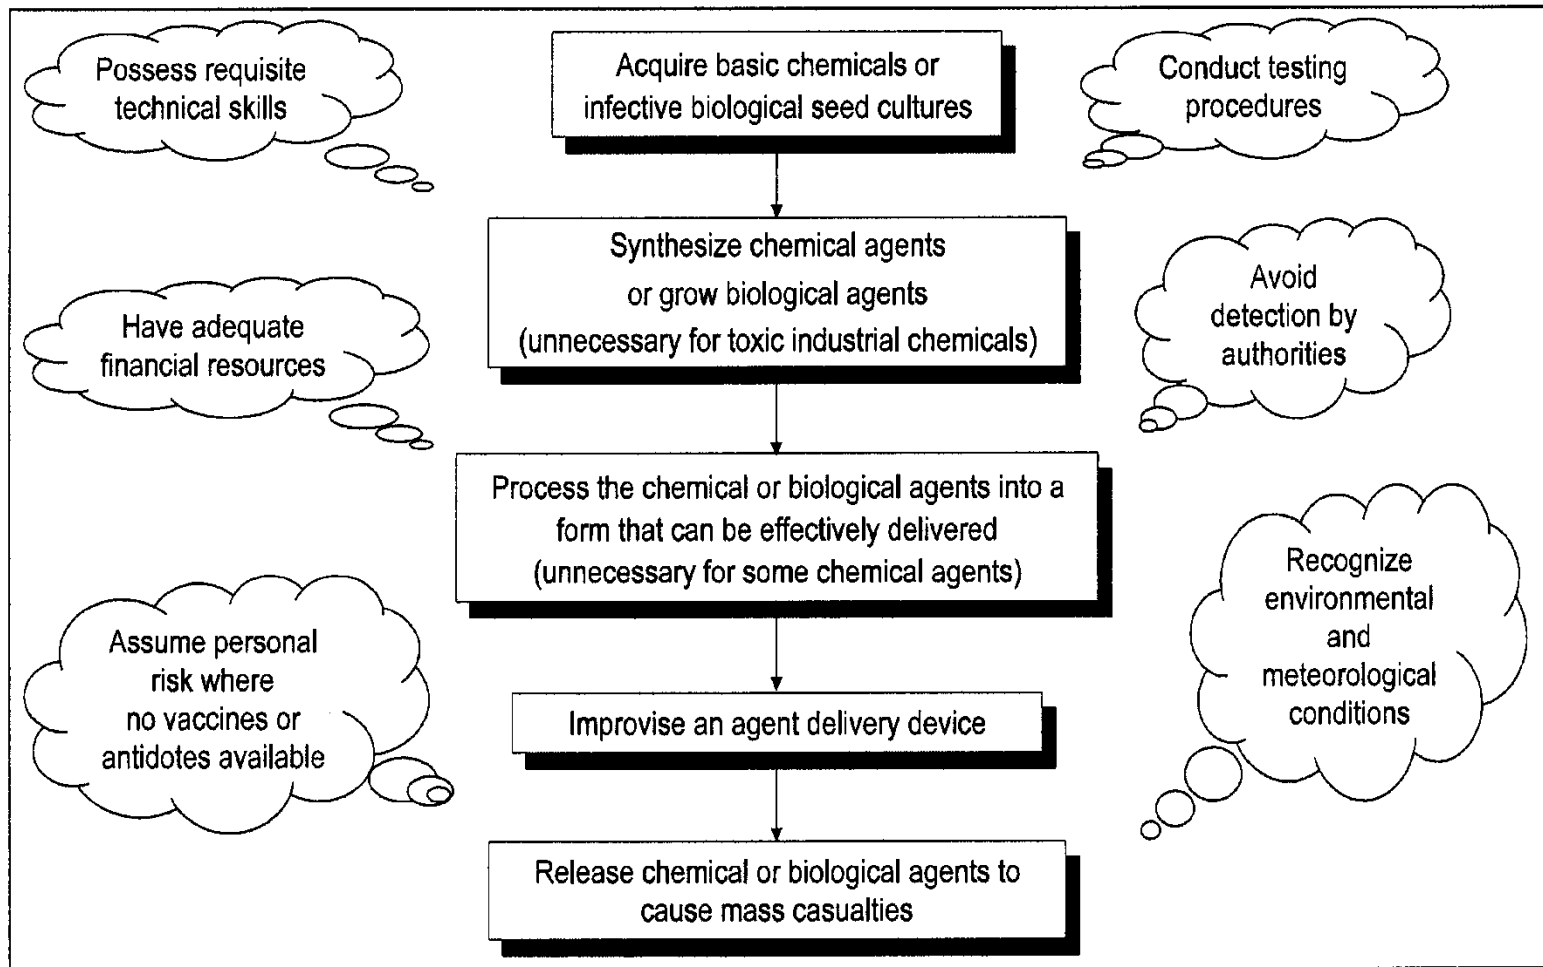 Possess requisite
technical skills
Acquire basic chemicals or
infective biological seed cultures
Conduct testing
procedures
Synthesize chemical agents
or grow biological agents
(unnecessary for toxic industrial chemicals)
Have adequate
financial resources
Avoid
detection by
authorities
Process the chemical or biological agents into a
form that can be effectively delivered
(unnecessary for some chemical agents)
Assume personal
risk where
no vaccines or
antidotes available
Recognize
environmental
and
meteorological
conditions
Improvise an agent delivery device
Release chemical or biological agents to
cause mass casualties